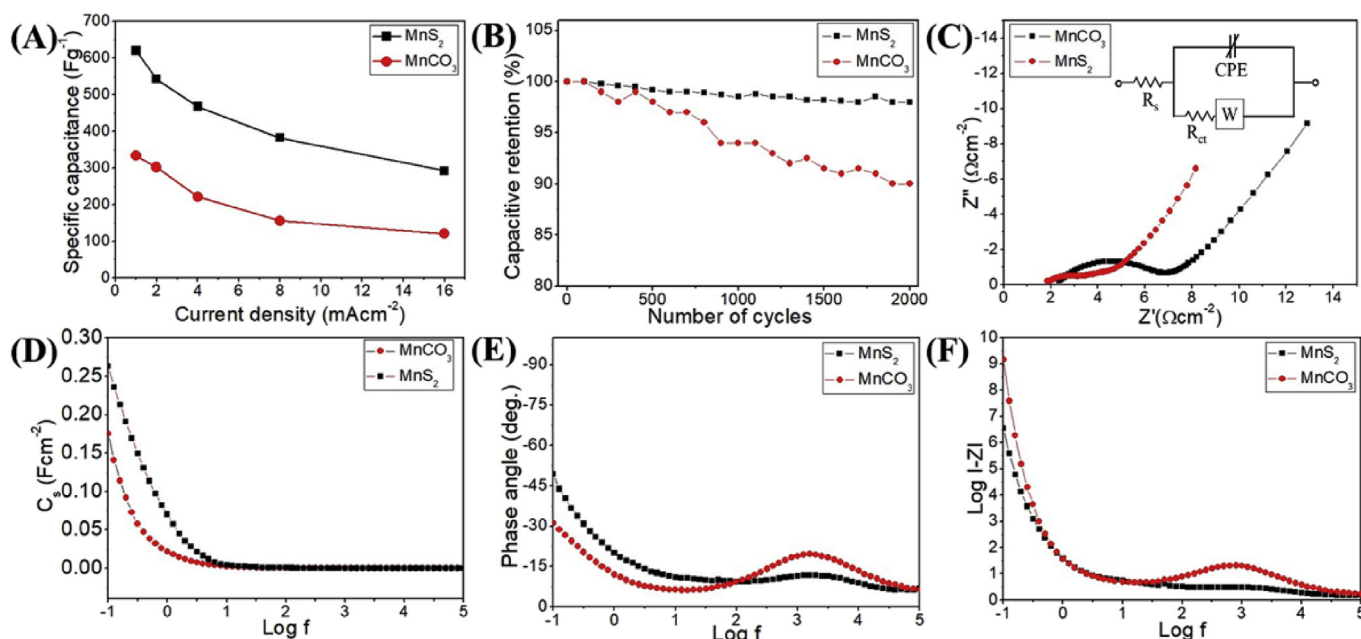 (A)
Specific capacitance (Fg⁻¹)
700
600
500
400
300
200
100
0
MnS₂
MnCO₃
0 2 4 6 8 10 12 14 16
Current density (mAcm⁻²)
(B)
Capacitive retention (%)
105
100
95
90
85
80
MnS₂
MnCO₃
0 500 1000 1500 2000
Number of cycles
(C)
Z" (Ωcm⁻²)
-14
-12
-10
-8
-6
-4
-2
0
MnCO₃
MnS₂
CPE
Rₛ
W
R꜀ₜ
0 2 4 6 8 10 12 14
Z'(Ωcm⁻²)
(D)
Cₛ (Fcm⁻²)
0.30
0.25
0.20
0.15
0.10
0.05
0.00
MnCO₃
MnS₂
-1 0 1 2 3 4 5
Log f
(E)
Phase angle (deg.)
-90
-75
-60
-45
-30
-15
0
MnS₂
MnCO₃
-1 0 1 2 3 4 5
Log f
(F)
Log I-ZI
10
9
8
7
6
5
4
3
2
1
0
MnS₂
MnCO₃
-1 0 1 2 3 4 5
Log f